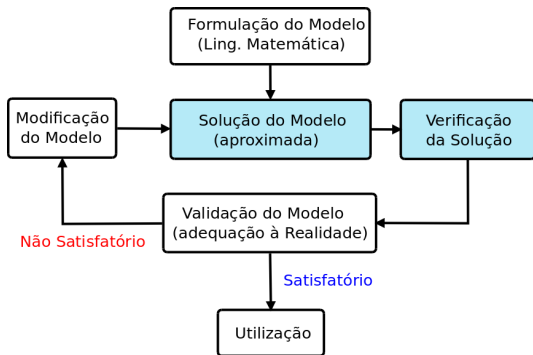 Formulação do Modelo
(Ling. Matemática)
Modificação
do Modelo
Solução do Modelo
(aproximada)
Verificação
da Solução
Validação do Modelo
(adequação à Realidade)
Não Satisfatório
Satisfatório
Utilização